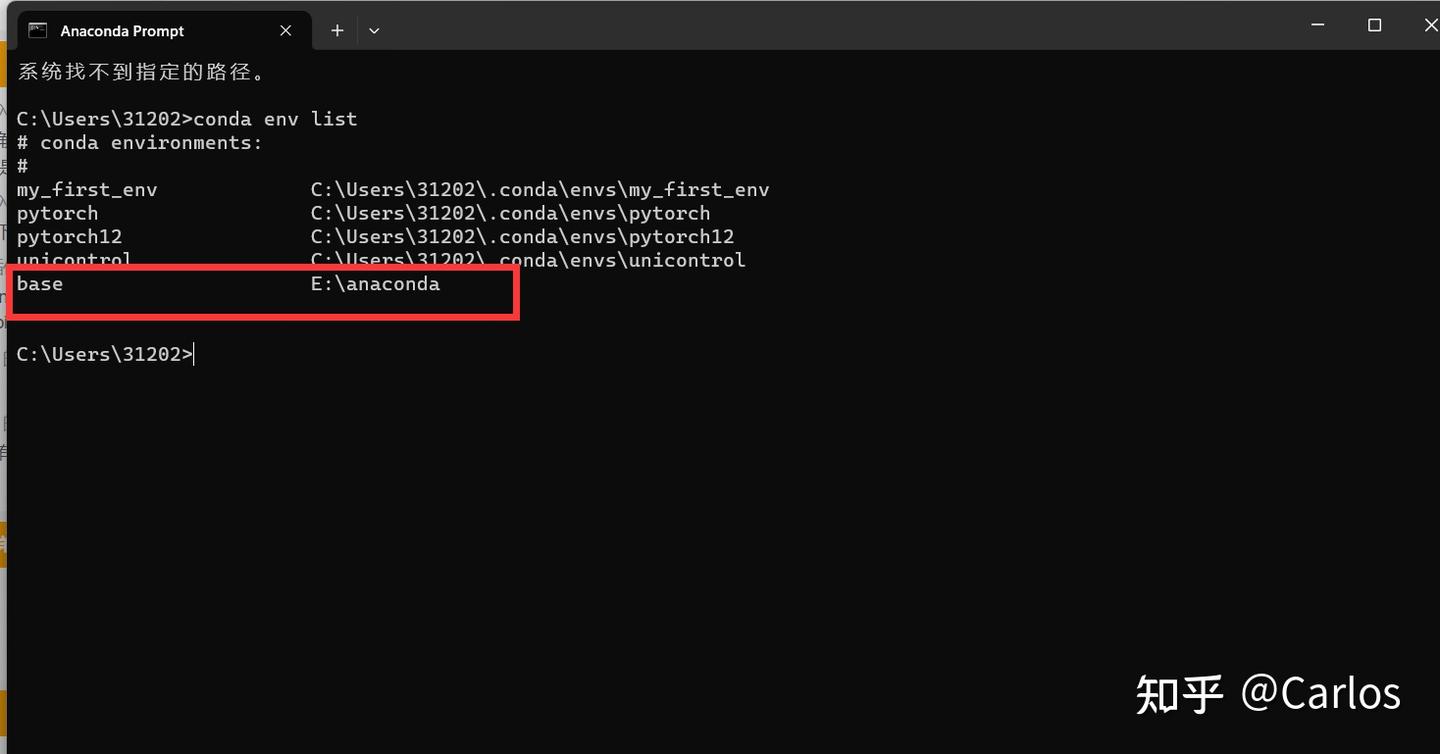 Anaconda Prompt
系统找不到指定的路径。
C:\Users\31202>conda env list
# conda environments:
#
my_first_env C:\Users\31202\.conda\envs\my_first_env
pytorch C:\Users\31202\.conda\envs\pytorch
pytorch12 C:\Users\31202\.conda\envs\pytorch12
unicontrol C:\Users\31202\.conda\envs\unicontrol
base E:\anaconda
C:\Users\31202>
知乎 @Carlos